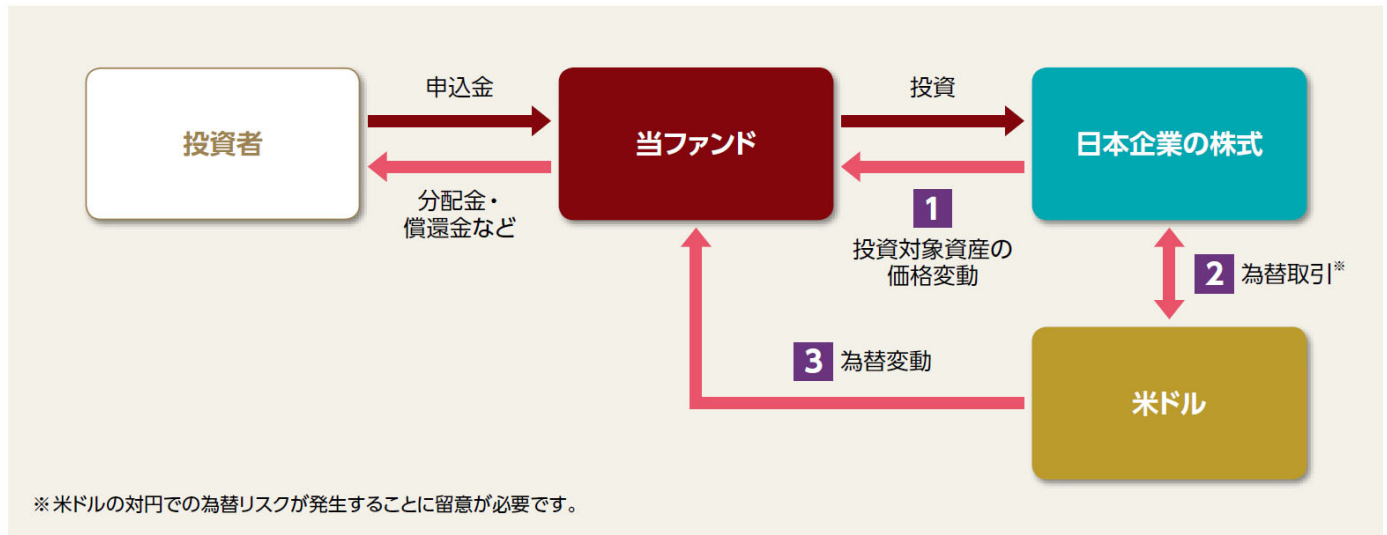 申込金
投資
投資者
当ファンド
日本企業の株式
分配金・
償還金など
1
投資対象資産の
価格変動
2 為替取引※
3 為替変動
米ドル
※米ドルの対円での為替リスクが発生することに留意が必要です。